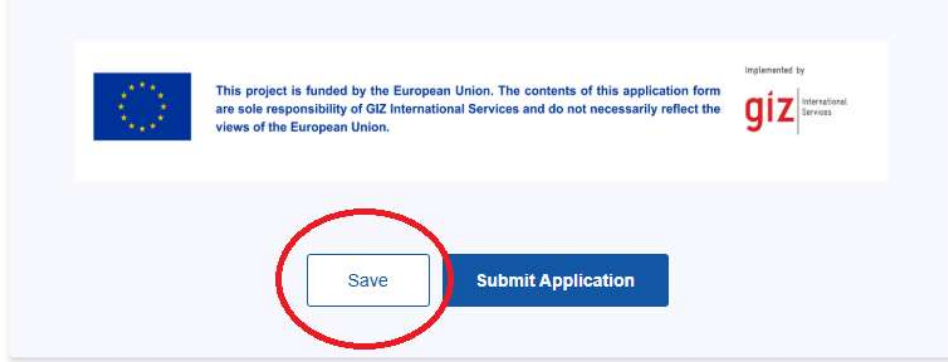 This project is funded by the European Union. The contents of this application form
are sole responsibility of GIZ International Services and do not necessarily reflect the
views of the European Union.
Implemented by
giz
International
Services
Save
Submit Application